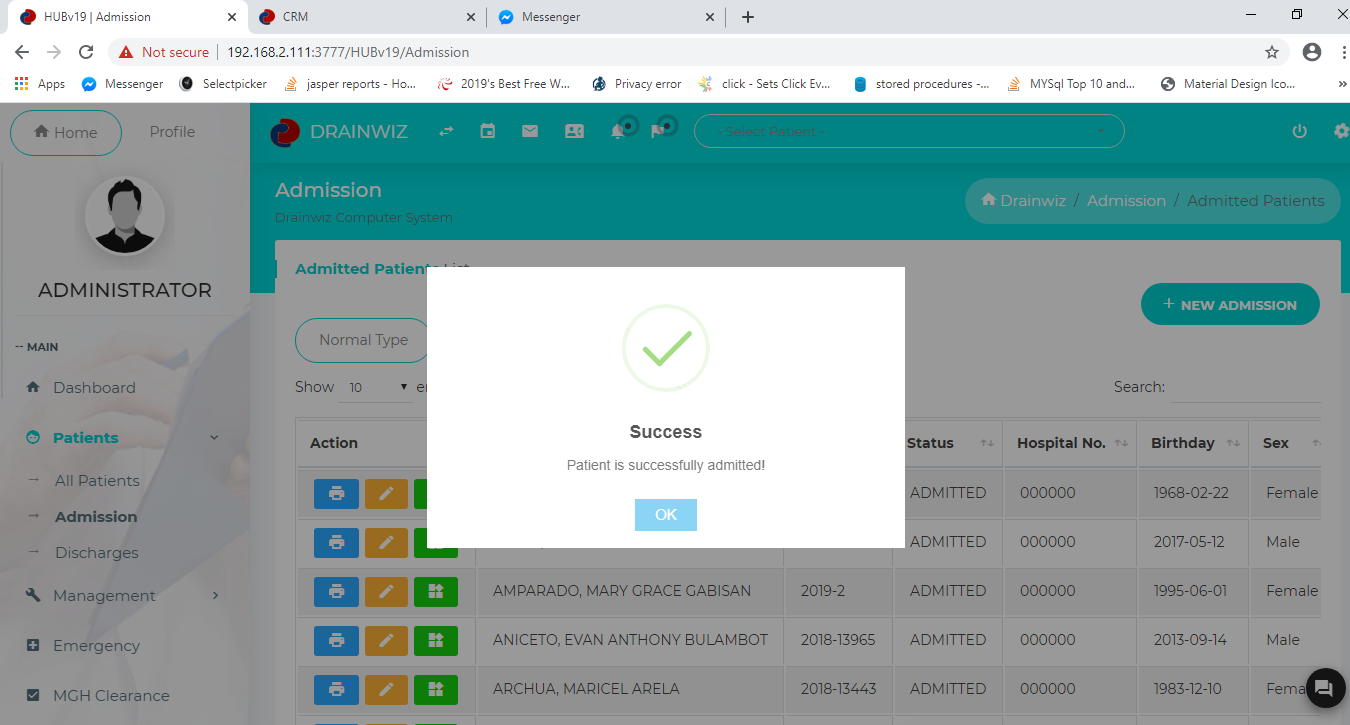 HUBv19 | Admission
CRM
Messenger
Not secure | 192.168.2.111:3777/HUBv19/Admission
Apps
Messenger
Selectpicker
jasper reports - Ho...
2019's Best Free W...
Privacy error
click - Sets Click Ev...
stored procedures -...
MYSql Top 10 and...
Material Design Ico...
»
Home
Profile
DRAINWIZ
- Select Patient -
Admission
Drainwiz Computer System
Drainwiz / Admission / Admitted Patients
ADMINISTRATOR
-- MAIN
Dashboard
Patients
All Patients
Admission
Discharges
Management
Emergency
MGH Clearance
Admitted Patients List
+ NEW ADMISSION
Normal Type
Show 10
Search:
Action Status Hospital No. Birthday Sex
ADMITTED 000000 1968-02-22 Female
ADMITTED 000000 2017-05-12 Male
AMPARADO, MARY GRACE GABISAN 2019-2 ADMITTED 000000 1995-06-01 Female
ANICETO, EVAN ANTHONY BULAMBOT 2018-13965 ADMITTED 000000 2013-09-14 Male
ARCHUA, MARICEL ARELA 2018-13443 ADMITTED 000000 1983-12-10 Fema
Success
Patient is successfully admitted!
OK